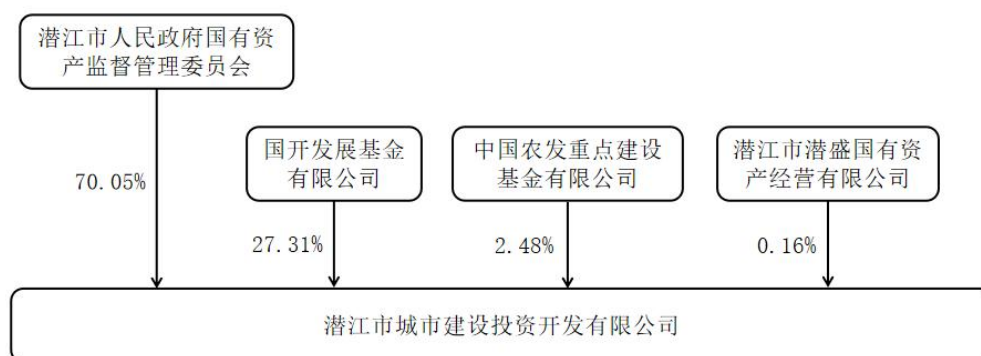 潜江市人民政府国有资
产监督管理委员会
国开发展基金
有限公司
中国农发重点建设
基金有限公司
潜江市潜盛国有资
产经营有限公司
70.05%
27.31%
2.48%
0.16%
潜江市城市建设投资开发有限公司